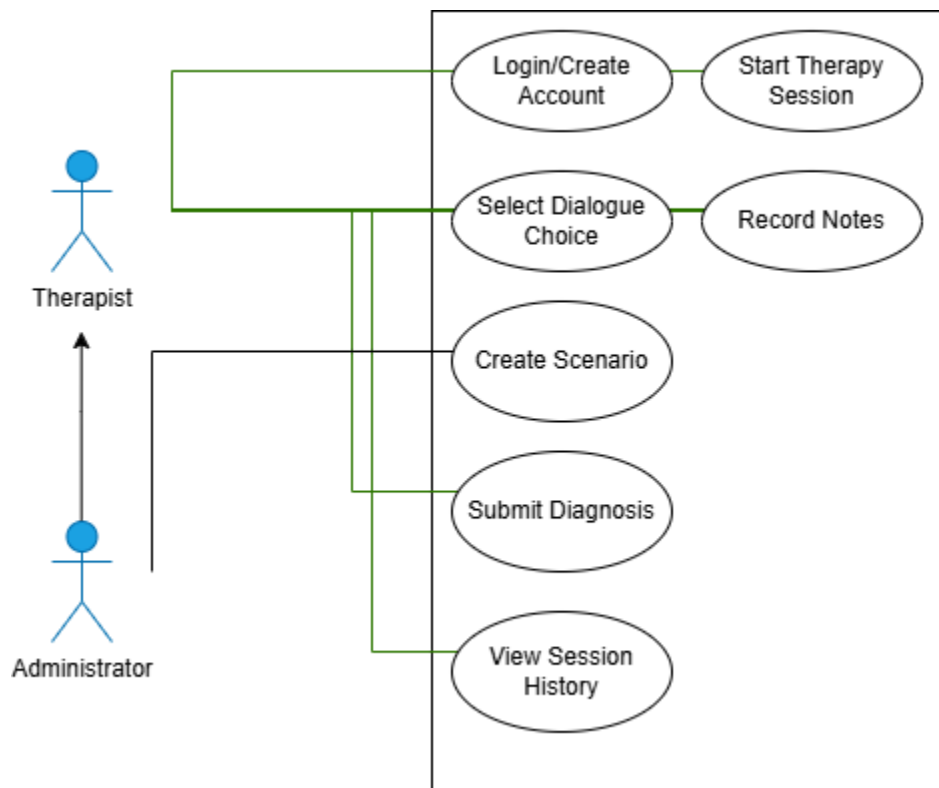 Login/Create
Account
Start Therapy
Session
Select Dialogue
Choice
Record Notes
Therapist
Create Scenario
Submit Diagnosis
Administrator
View Session
History